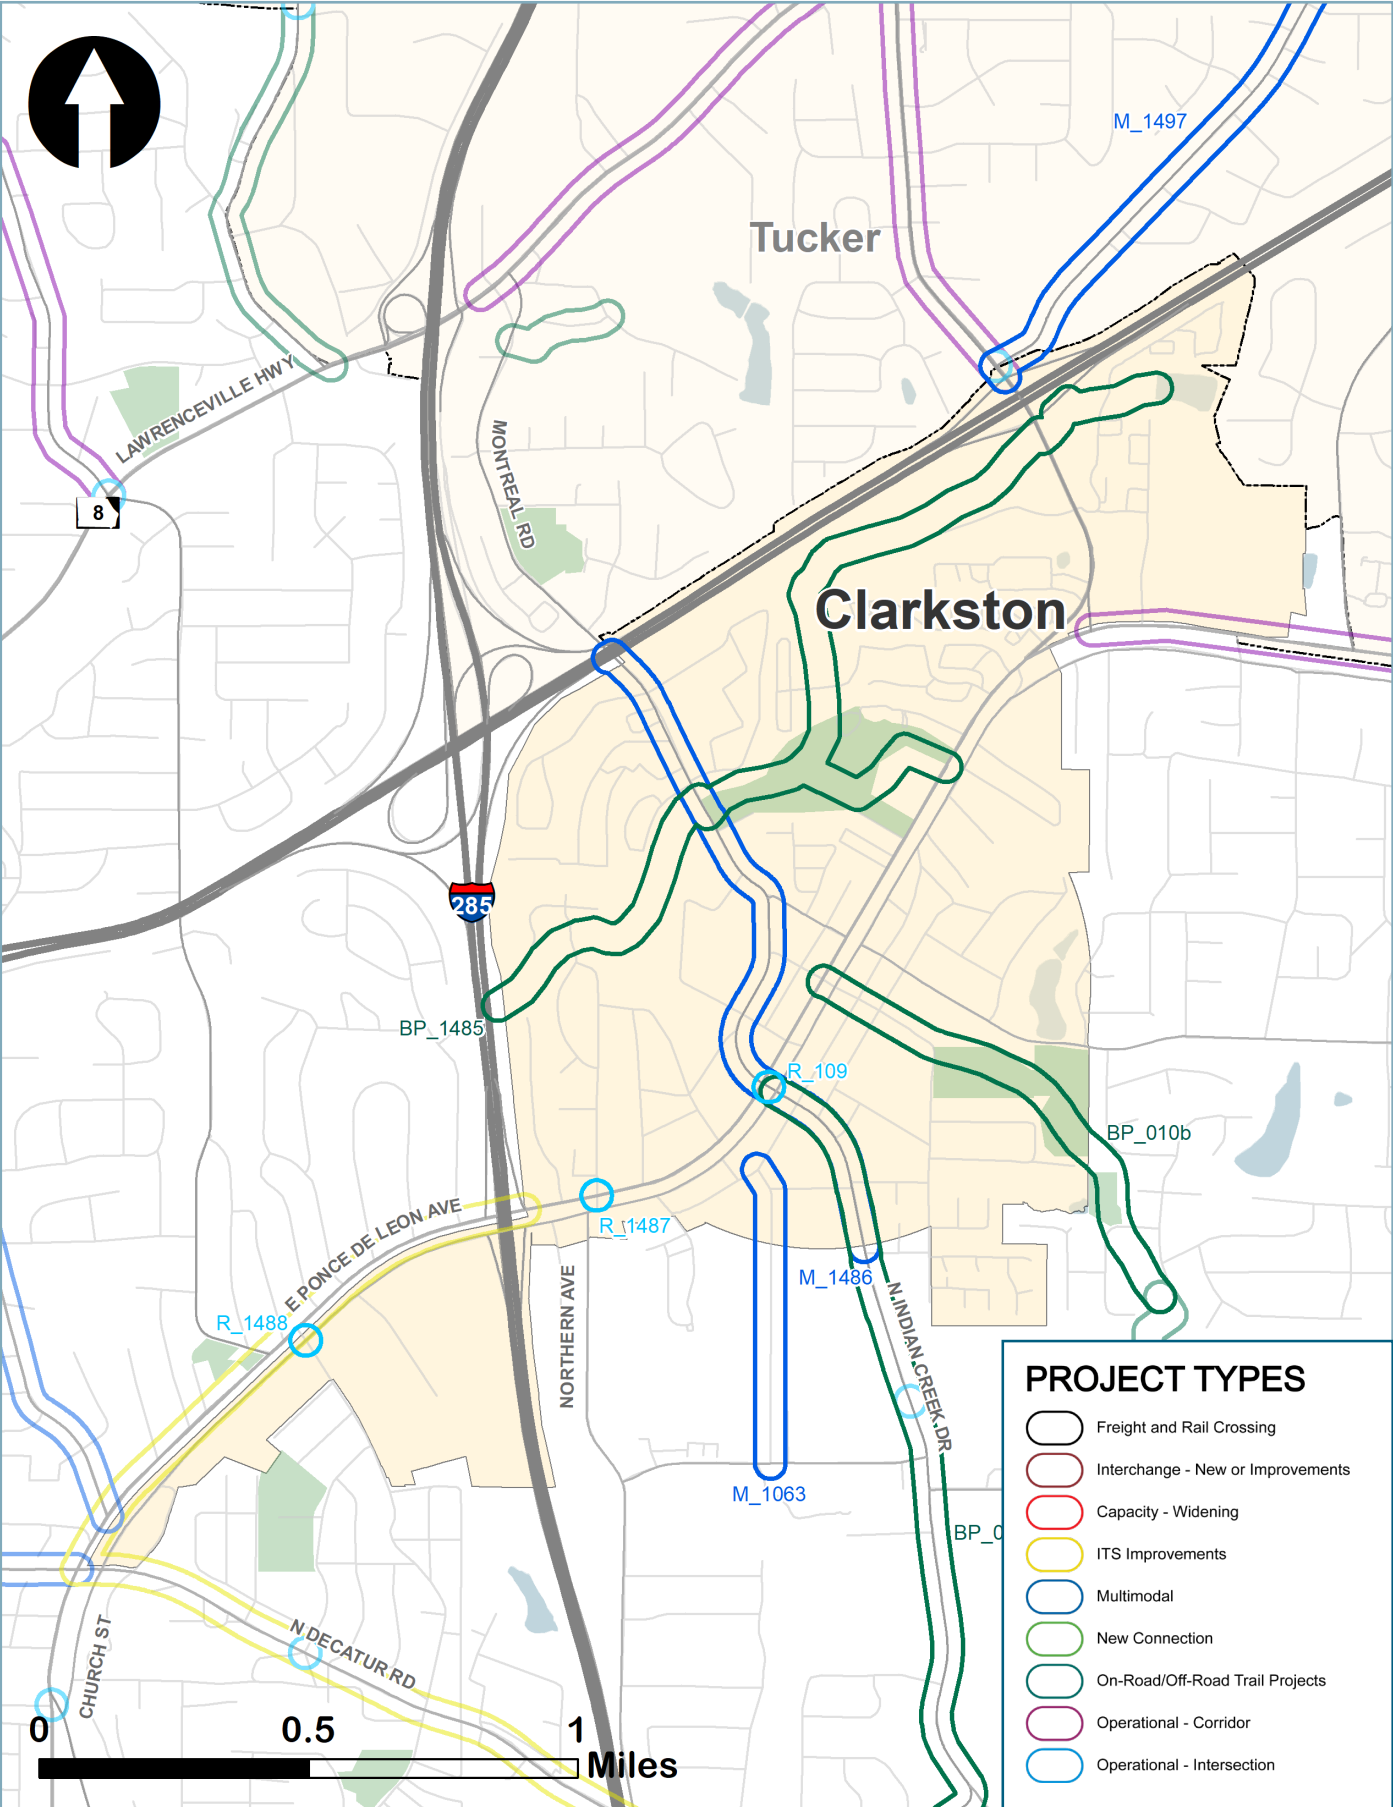 M_1497
Tucker
LAWRENCEVILLE HWY
MONTREAL RD
8
Clarkston
285
BP_1485
R_109
BP_010b
E PONCE DE LEON AVE
R_1487
M_1486
R_1488
NORTHERN AVE
N INDIAN CREEK DR
M_1063
BP_0
N DECATUR RD
CHURCH ST
0 0.5 1
Miles
PROJECT TYPES
Freight and Rail Crossing
Interchange - New or Improvements
Capacity - Widening
ITS Improvements
Multimodal
New Connection
On-Road/Off-Road Trail Projects
Operational - Corridor
Operational - Intersection